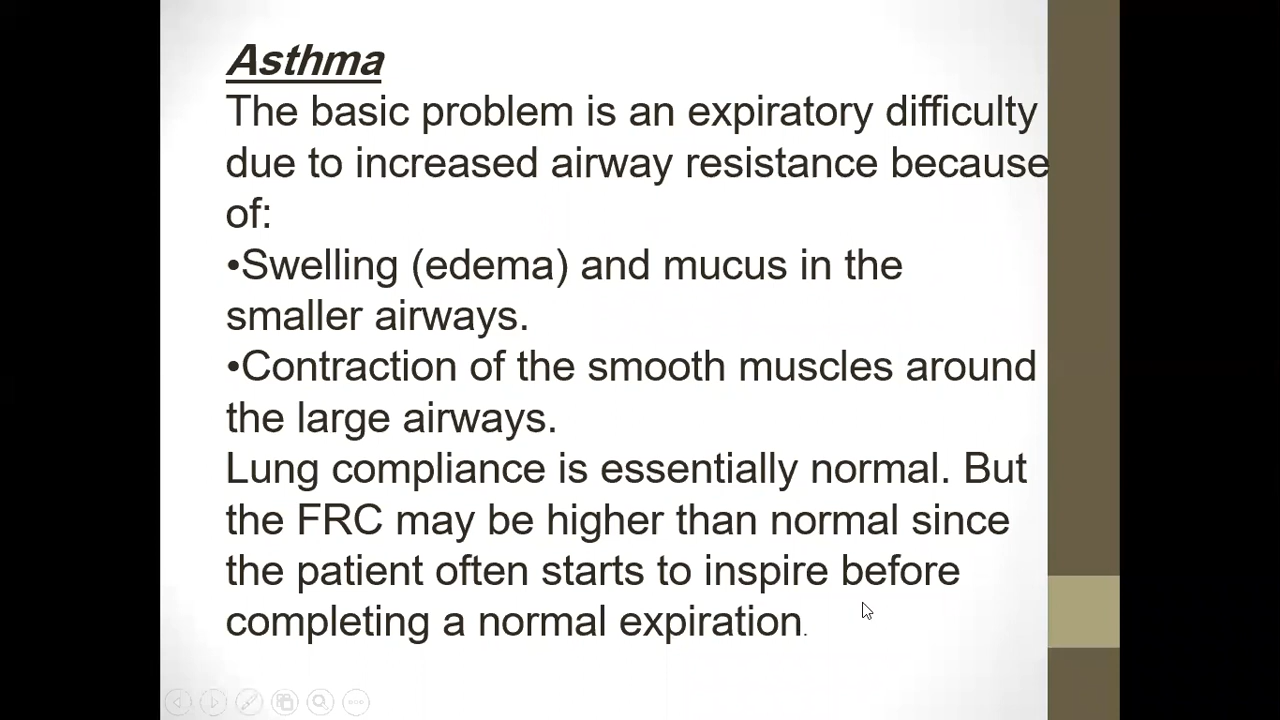 Asthma
The basic problem is an expiratory difficulty
due to increased airway resistance because
of:
•Swelling (edema) and mucus in the
smaller airways.
•Contraction of the smooth muscles around
the large airways.
Lung compliance is essentially normal. But
the FRC may be higher than normal since
the patient often starts to inspire before
completing a normal expiration.